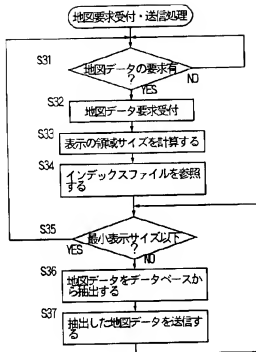 地図要求受付・送信処理
S31
地図データの要求有
?
NO
YES
S32
地図データ要求受付
S33
表示の領域サイズを計算する
S34
インデックスファイルを参照
する
S35
最小表示サイズ以下
?
YES
NO
S36
地図データをデータベースか
ら抽出する
S37
抽出した地図データを送信す
る